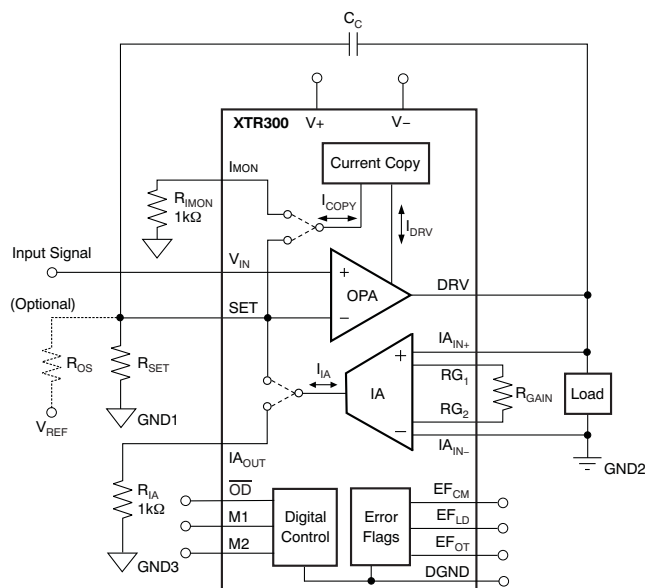 C_C
XTR300
V+
V−
I_MON
Current Copy
R_IMON
1kΩ
I_COPY
I_DRV
Input Signal
V_IN
+
OPA
DRV
(Optional)
SET
−
IA_IN+
R_OS
R_SET
I_IA
+
RG_1
IA
R_GAIN
Load
V_REF
GND1
RG_2
−
IA_IN−
IA_OUT
GND2
R_IA
1kΩ
O̅D̅
M1
M2
Digital
Control
Error
Flags
EF_CM
EF_LD
EF_OT
GND3
DGND